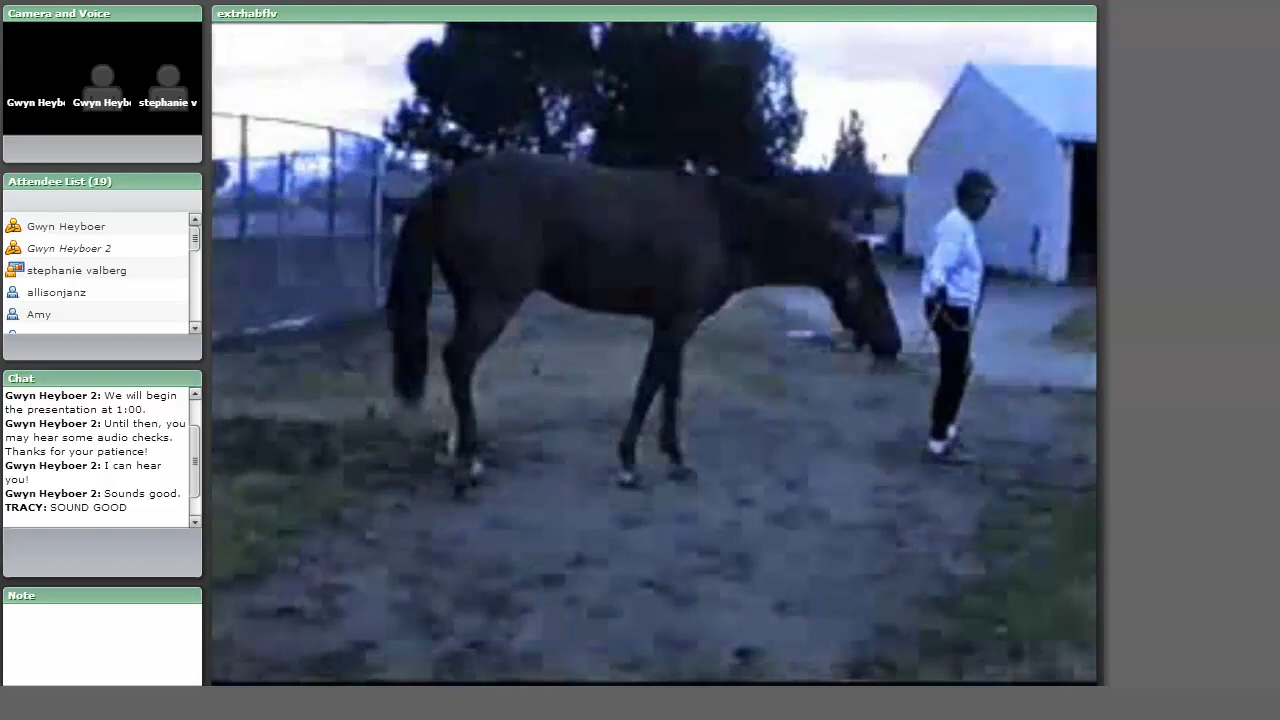 Camera and Voice
Gwyn Heyb
Gwyn Heyb
stephanie v
Attendee List (19)
Gwyn Heyboer
Gwyn Heyboer 2
stephanie valberg
allisonjanz
Amy
Chat
Gwyn Heyboer 2: We will begin
the presentation at 1:00.
Gwyn Heyboer 2: Until then, you
may hear some audio checks.
Thanks for your patience!
Gwyn Heyboer 2: I can hear
you!
Gwyn Heyboer 2: Sounds good.
TRACY: SOUND GOOD
Note
extrhabflv